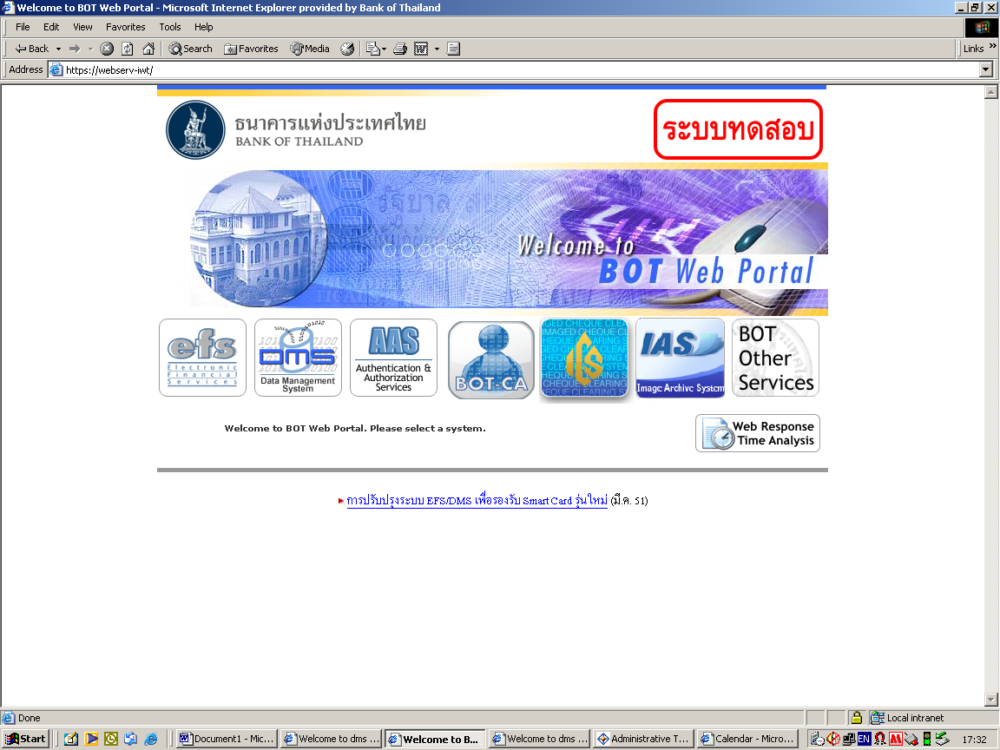 Welcome to BOT Web Portal - Microsoft Internet Explorer provided by Bank of Thailand
File Edit View Favorites Tools Help
Back Search Favorites Media Links »
Address https://webserv-iwt/
ธนาคารแห่งประเทศไทย
BANK OF THAILAND
ระบบทดสอบ
รัฐบาล
Welcome to
BOT Web Portal
efs
Electronic
Financial
Services
DMS
Data Management
System
AAS
Authentication &
Authorization
Services
BOT-CA
ICS
IMAGED CHEQUE CLEARING SYSTEM
IAS
Image Archive System
BOT
Other
Services
Welcome to BOT Web Portal. Please select a system.
Web Response
Time Analysis
การปรับปรุงระบบ EFS/DMS เพื่อรองรับ Smart Card รุ่นใหม่ (มี.ค. 51)
Done Local intranet
Start Document1 - Mic... Welcome to dms ... Welcome to B... Welcome to dms ... Administrative T... Calendar - Micro... EN 17:32